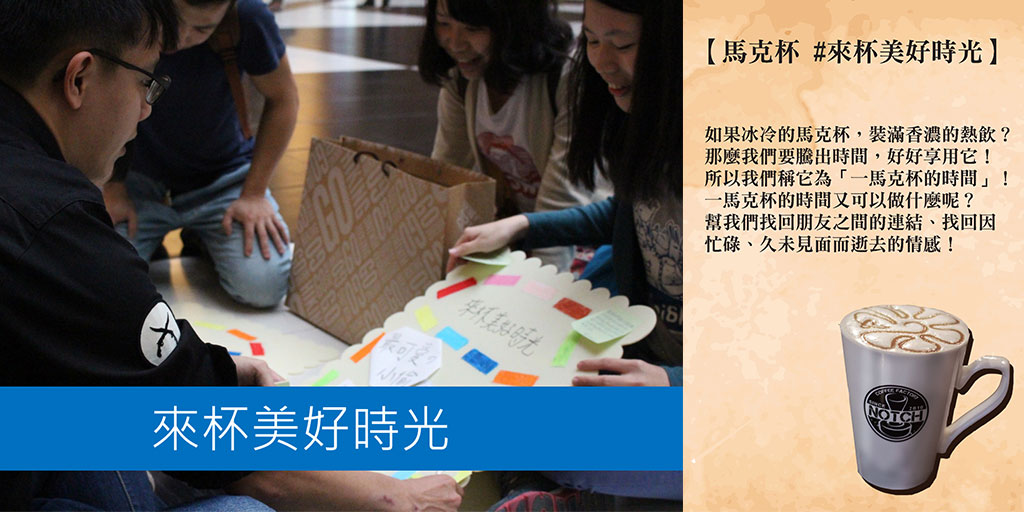 來杯美好時光
來杯美好時光
【馬克杯 #來杯美好時光】
如果冰冷的馬克杯，裝滿香濃的熱飲？
那麼我們要騰出時間，好好享用它！
所以我們稱它為「一馬克杯的時間」！
一馬克杯的時間又可以做什麼呢？
幫我們找回朋友之間的連結、找回因
忙碌、久未見面而逝去的情感！
COFFEE FACTORY
NOTCH